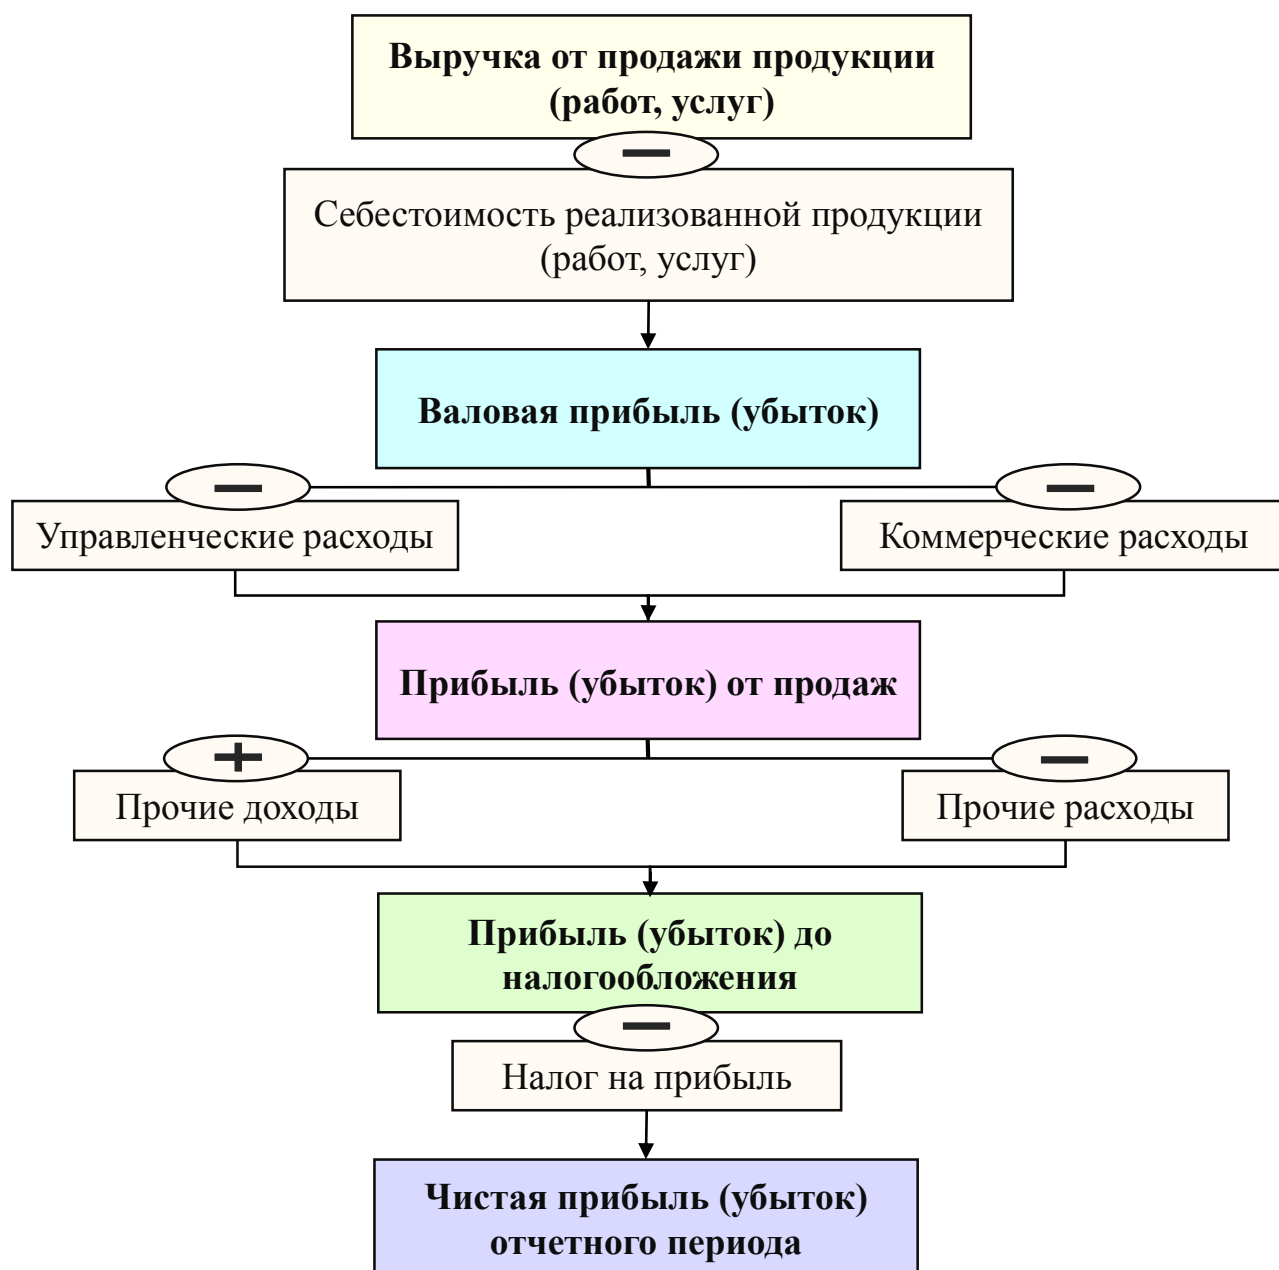 Выручка от продажи продукции
(работ, услуг)
—
Себестоимость реализованной продукции
(работ, услуг)
Валовая прибыль (убыток)
— —
Управленческие расходы
Коммерческие расходы
Прибыль (убыток) от продаж
+ —
Прочие доходы
Прочие расходы
Прибыль (убыток) до
налогообложения
—
Налог на прибыль
Чистая прибыль (убыток)
отчетного периода